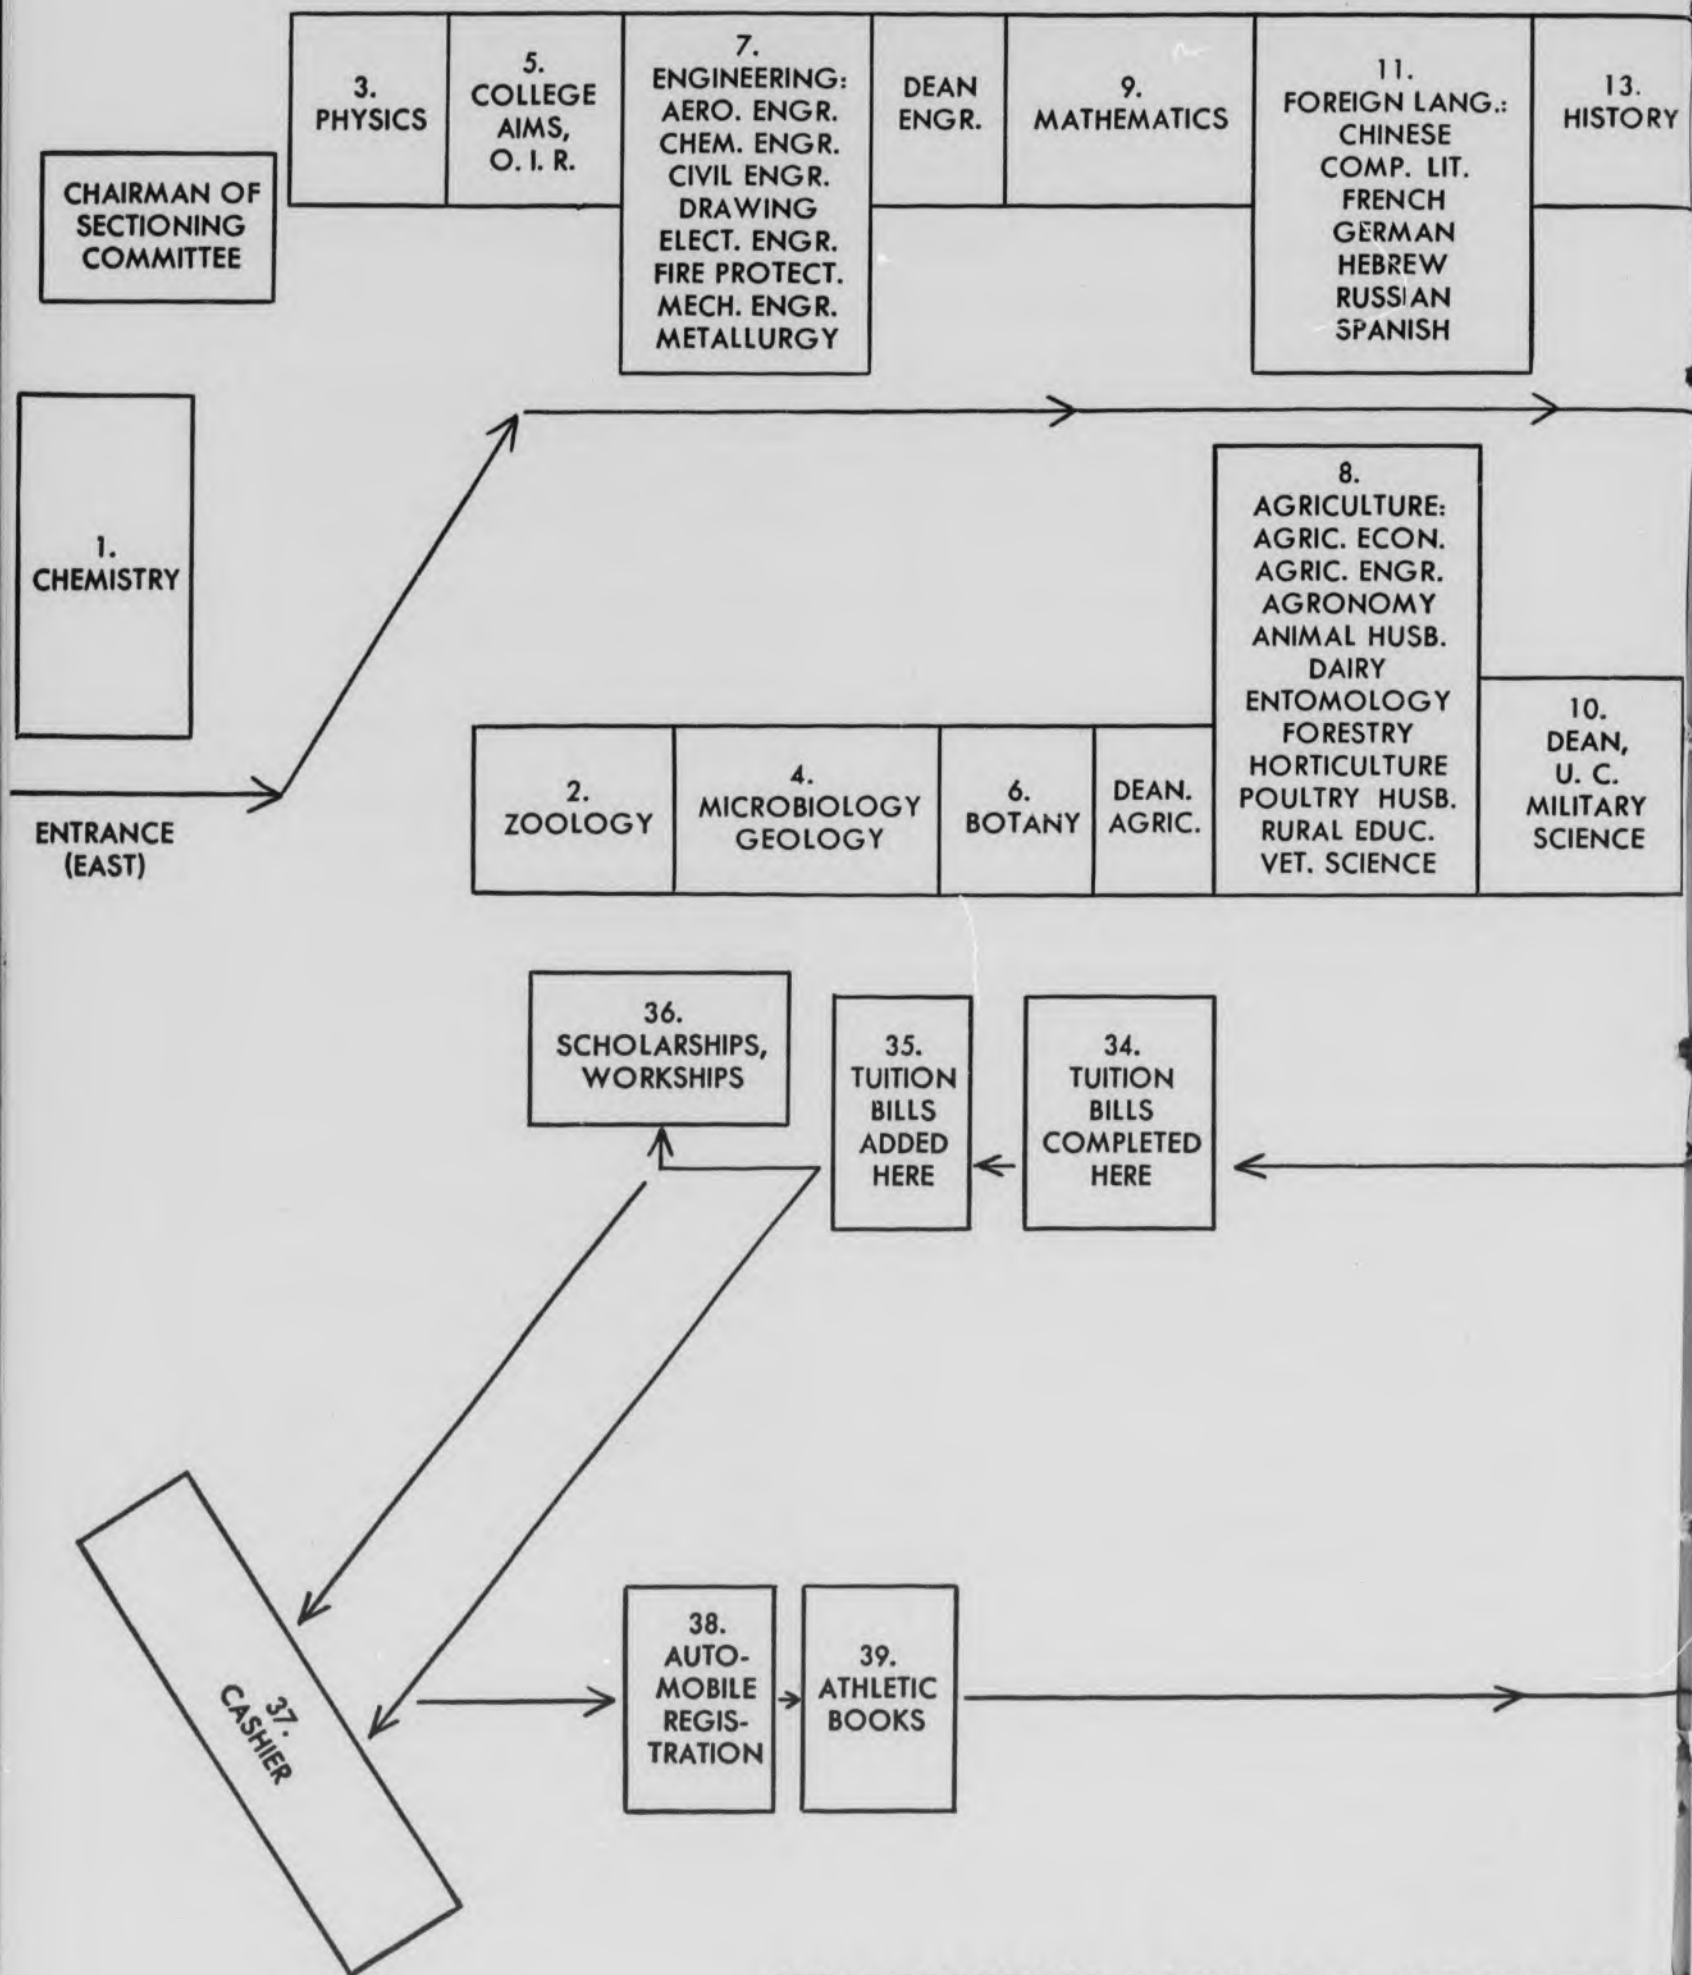 3.
PHYSICS
5.
COLLEGE
AIMS,
O. I. R.
7.
ENGINEERING:
AERO. ENGR.
CHEM. ENGR.
CIVIL ENGR.
DRAWING
ELECT. ENGR.
FIRE PROTECT.
MECH. ENGR.
METALLURGY
DEAN
ENGR.
9.
MATHEMATICS
11.
FOREIGN LANG.:
CHINESE
COMP. LIT.
FRENCH
GERMAN
HEBREW
RUSSIAN
SPANISH
13.
HISTORY
CHAIRMAN OF
SECTIONING
COMMITTEE
1.
CHEMISTRY
ENTRANCE
(EAST)
2.
ZOOLOGY
4.
MICROBIOLOGY
GEOLOGY
6.
BOTANY
DEAN.
AGRIC.
8.
AGRICULTURE:
AGRIC. ECON.
AGRIC. ENGR.
AGRONOMY
ANIMAL HUSB.
DAIRY
ENTOMOLOGY
FORESTRY
HORTICULTURE
POULTRY HUSB.
RURAL EDUC.
VET. SCIENCE
10.
DEAN,
U. C.
MILITARY
SCIENCE
36.
SCHOLARSHIPS,
WORKSHIPS
35.
TUITION
BILLS
ADDED
HERE
34.
TUITION
BILLS
COMPLETED
HERE
37.
CASHIER
38.
AUTO-
MOBILE
REGIS-
TRATION
39.
ATHLETIC
BOOKS